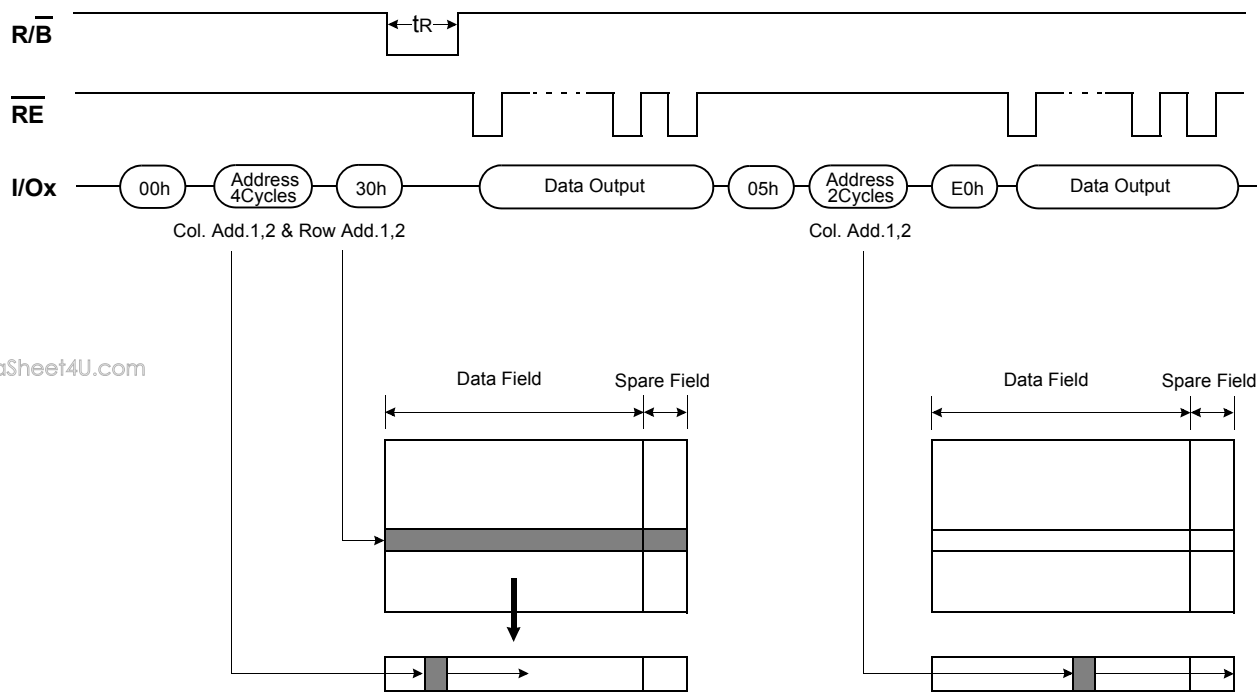 R/B
tR
RE
I/Ox
00h
Address
4Cycles
30h
Data Output
05h
Address
2Cycles
E0h
Data Output
Col. Add.1,2 & Row Add.1,2
Col. Add.1,2
aSheet4U.com
Data Field
Spare Field
Data Field
Spare Field